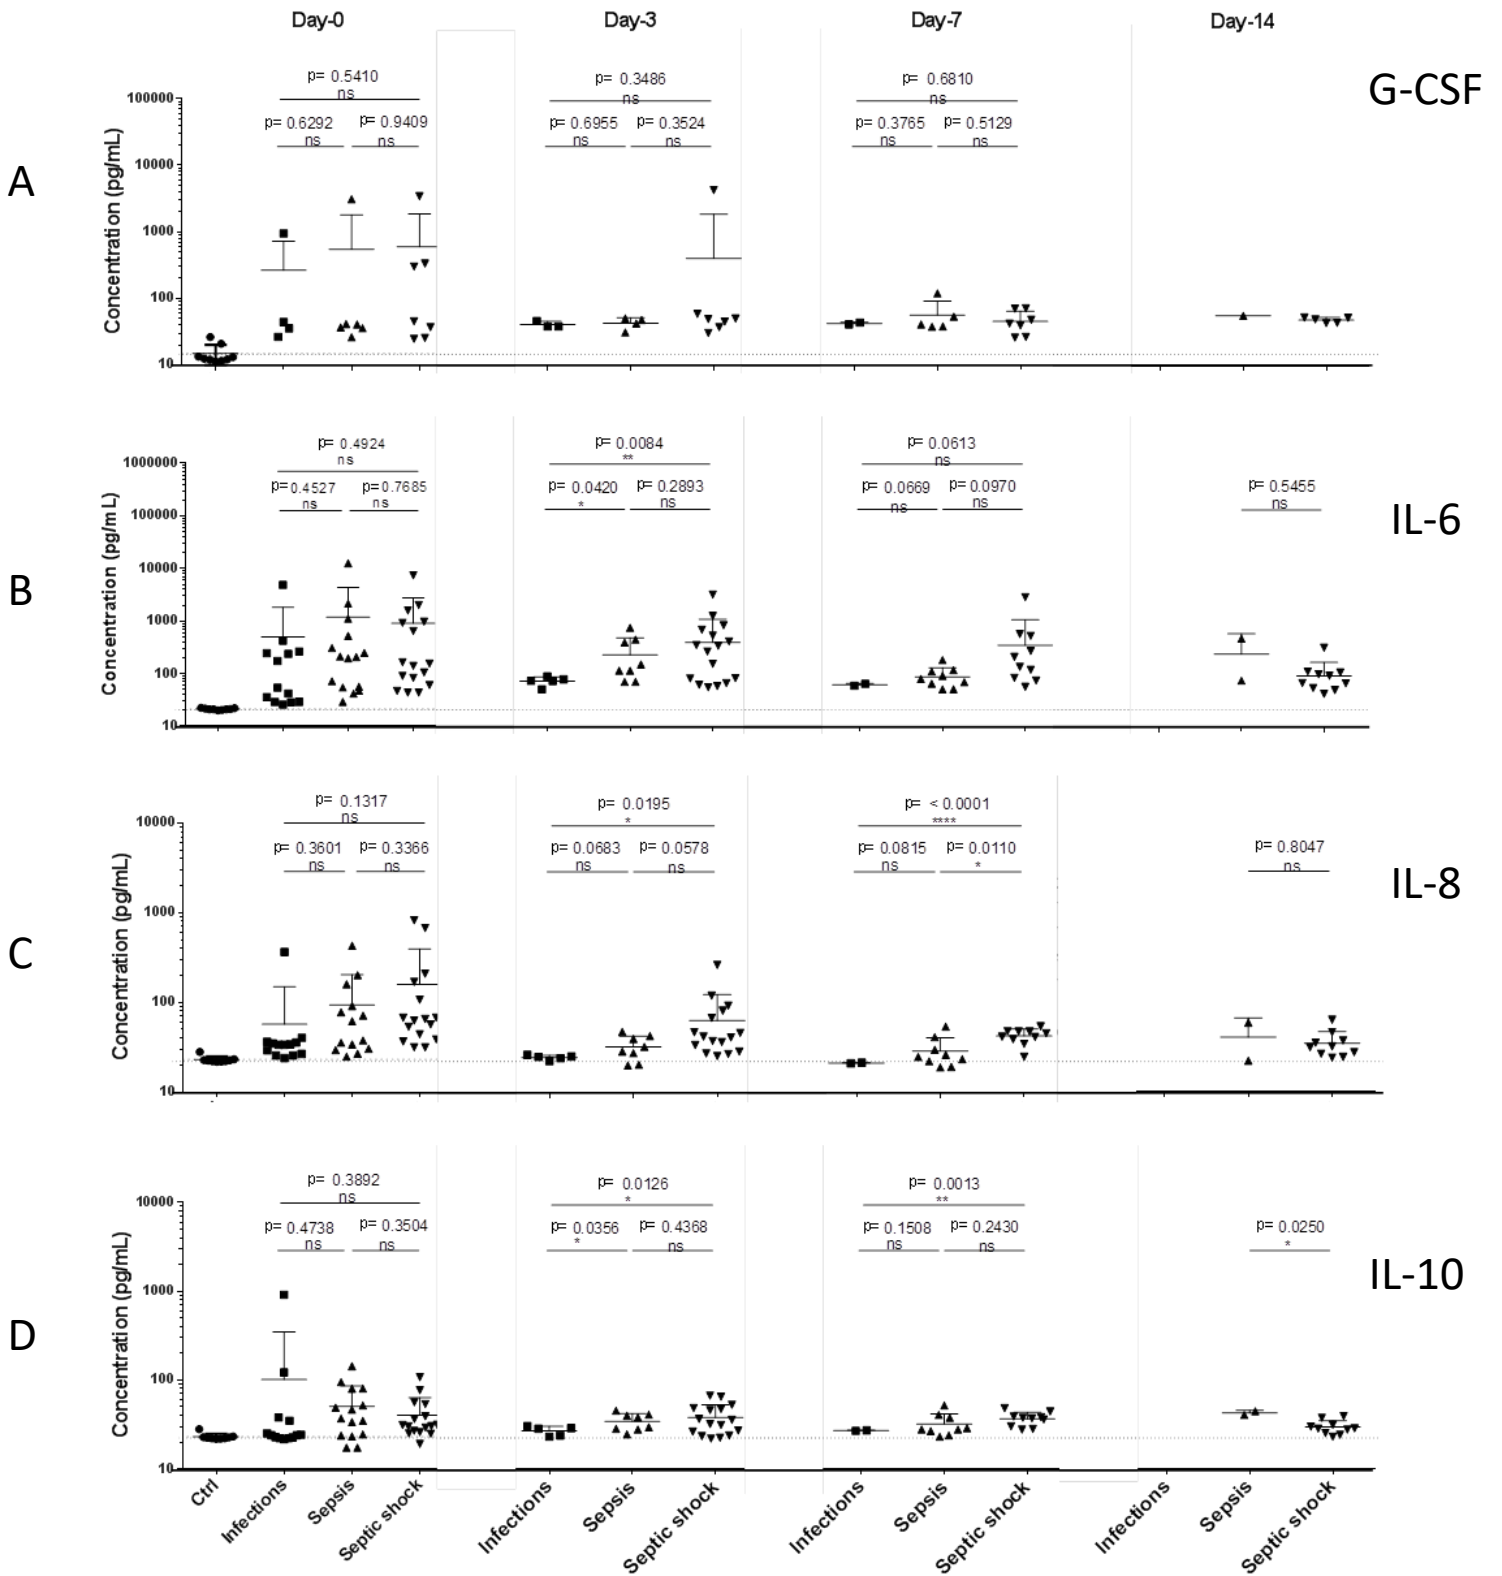 Day-0 Day-3 Day-7 Day-14
G-CSF
A
Concentration (pg/mL)
100000
10000
1000
100
10
p= 0.5410
ns
p= 0.6292 p= 0.9409
ns ns
p= 0.3486
ns
p= 0.6955 p= 0.3524
ns ns
p= 0.6810
ns
p= 0.3765 p= 0.5129
ns ns
IL-6
B
Concentration (pg/mL)
1000000
100000
10000
1000
100
10
p= 0.4924
ns
p= 0.4527 p= 0.7685
ns ns
p= 0.0084
**
p= 0.0420 p= 0.2893
* ns
p= 0.0613
ns
p= 0.0669 p= 0.0970
ns ns
p= 0.5455
ns
IL-8
C
Concentration (pg/mL)
10000
1000
100
10
p= 0.1317
ns
p= 0.3601 p= 0.3366
ns ns
p= 0.0195
*
p= 0.0683 p= 0.0578
ns ns
p= < 0.0001
****
p= 0.0815 p= 0.0110
ns *
p= 0.8047
ns
IL-10
D
Concentration (pg/mL)
10000
1000
100
10
p= 0.3892
ns
p= 0.4738 p= 0.3504
ns ns
p= 0.0126
*
p= 0.0356 p= 0.4368
* ns
p= 0.0013
**
p= 0.1508 p= 0.2430
ns ns
p= 0.0250
*
Ctrl Infections Sepsis Septic shock Infections Sepsis Septic shock Infections Sepsis Septic shock Infections Sepsis Septic shock